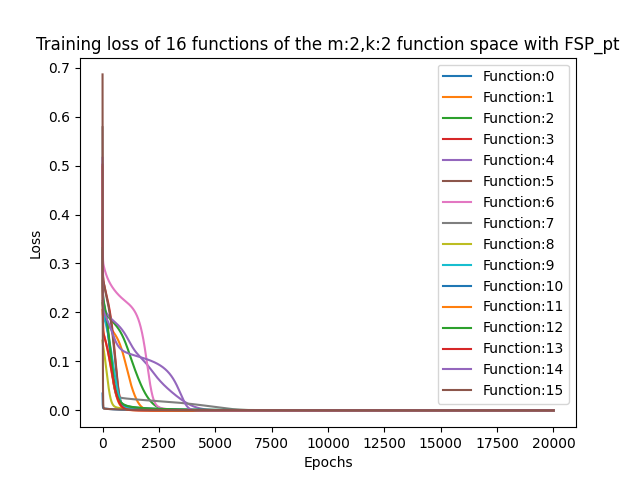 Training loss of 16 functions of the m:2,k:2 function space with FSP_pt
Loss
0.7
0.6
0.5
0.4
0.3
0.2
0.1
0.0
Function:0
Function:1
Function:2
Function:3
Function:4
Function:5
Function:6
Function:7
Function:8
Function:9
Function:10
Function:11
Function:12
Function:13
Function:14
Function:15
0 2500 5000 7500 10000 12500 15000 17500 20000
Epochs